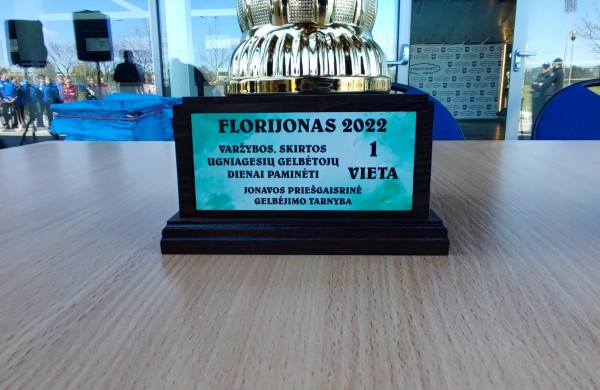 FLORIJONAS 2022
VARŽYBOS, SKIRTOS
UGNIAGESIŲ GELBĖTOJŲ
DIENAI PAMINĖTI
1
VIETA
JONAVOS PRIEŠGAISRINĖ
GELBĖJIMO TARNYBA